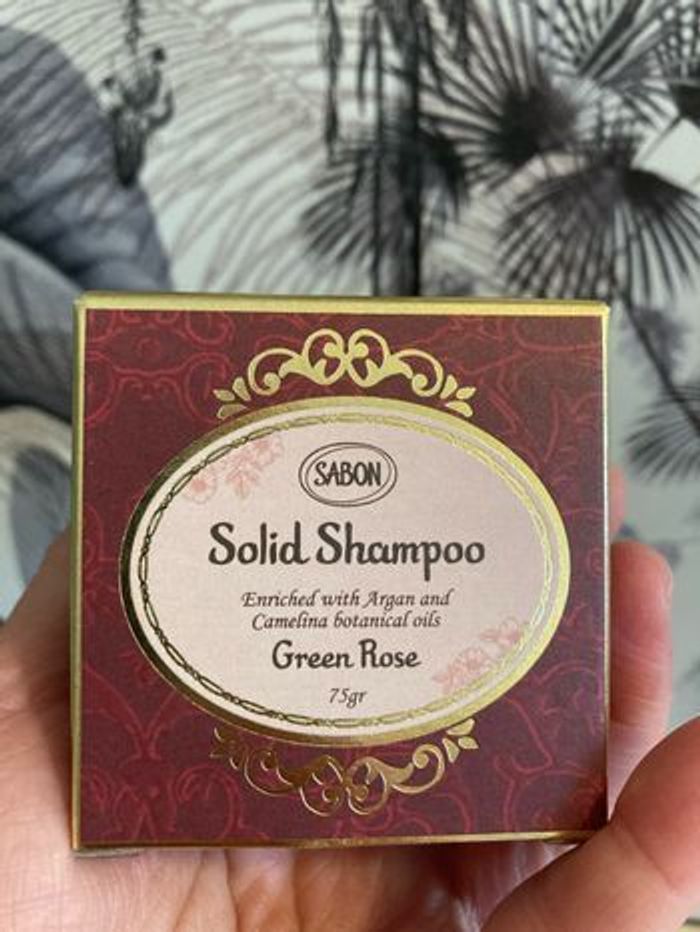 SABON
Solid Shampoo
Enriched with Argan and
Camelina botanical oils
Green Rose
75gr